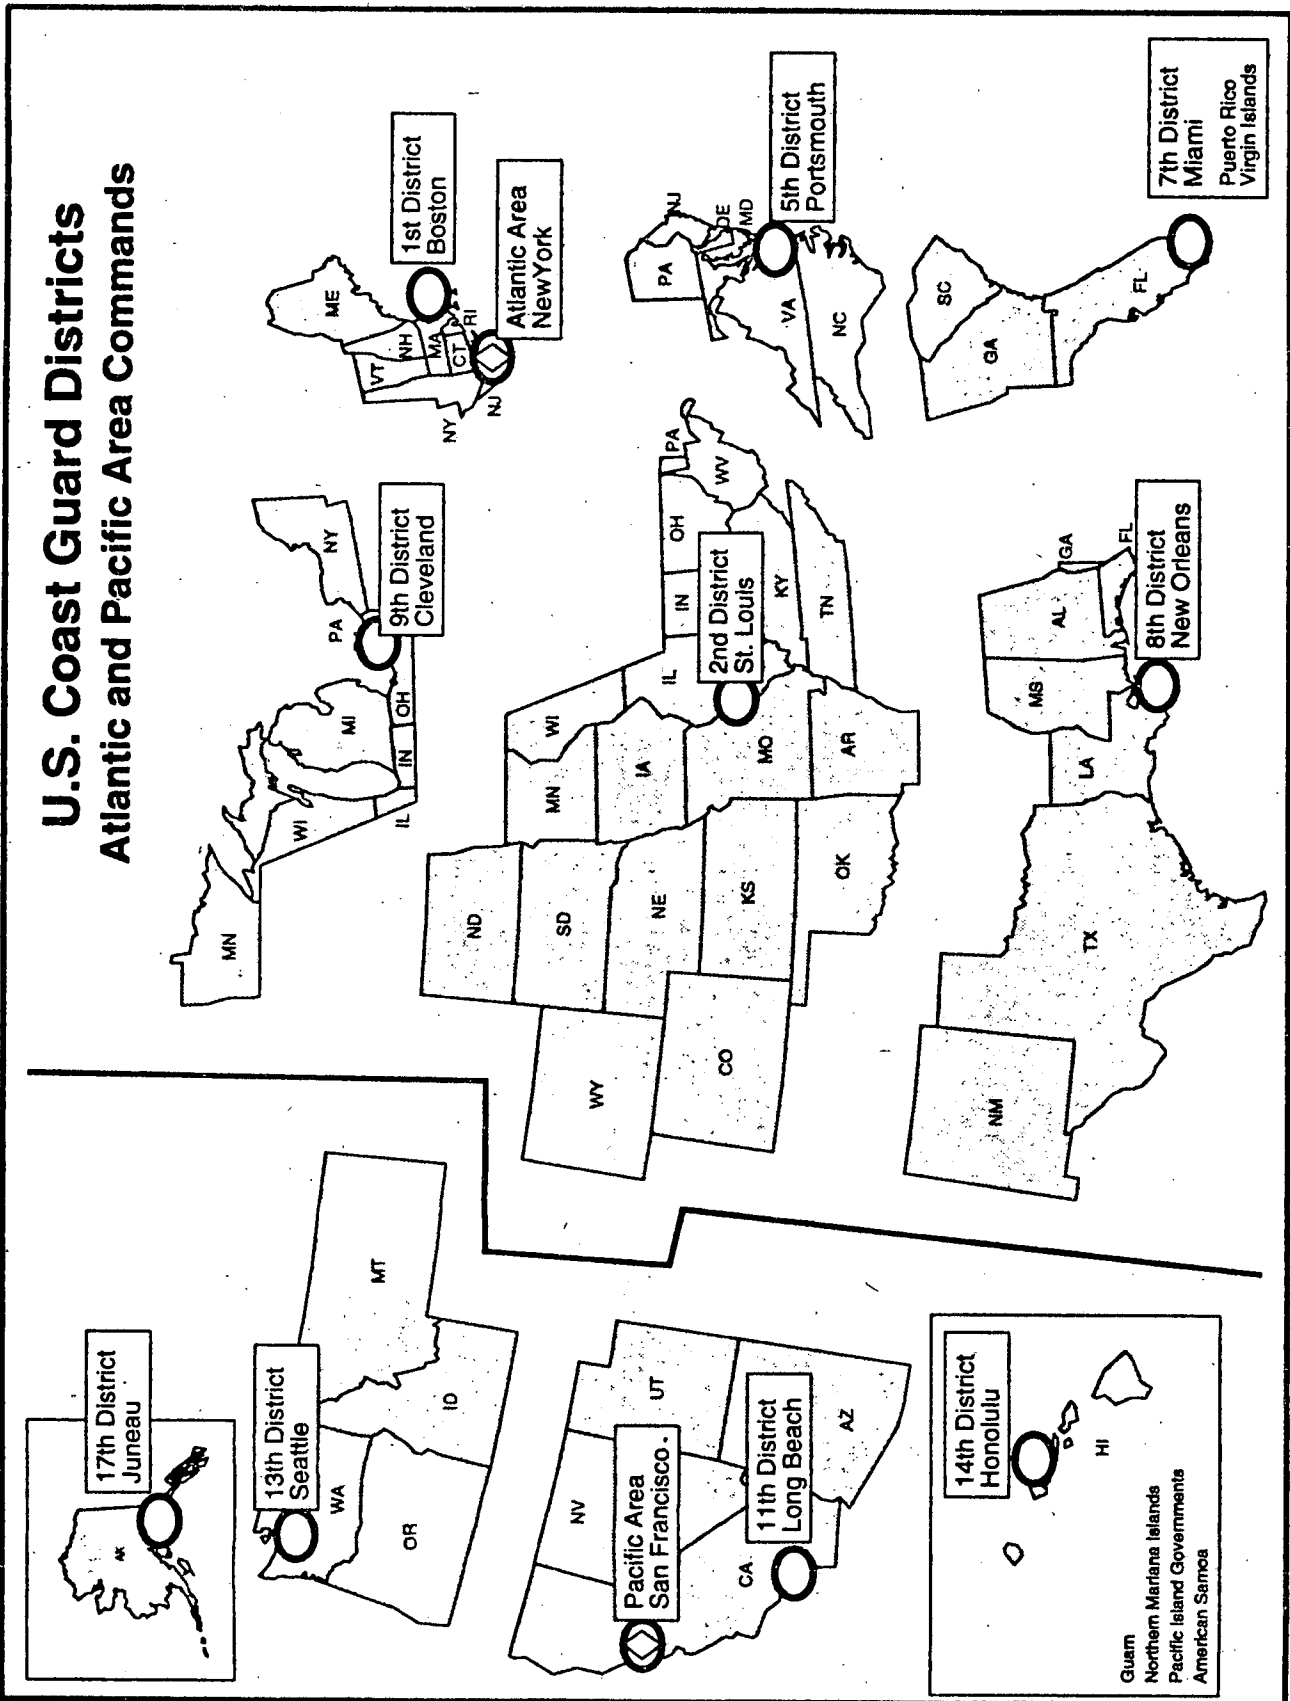 U.S. Coast Guard Districts
Atlantic and Pacific Area Commands
17th District
Juneau
AK
13th District
Seattle
WA
OR
ID
MT
Pacific Area
San Francisco.
NV
UT
CA
AZ
11th District
Long Beach
14th District
Honolulu
HI
Guam
Northern Mariana Islands
Pacific Island Governments
American Samoa
9th District
Cleveland
MN
WI
MI
IL
IN
OH
PA
NY
2nd District
St. Louis
ND
SD
NE
KS
OK
WY
CO
MN
WI
IA
MO
AR
IL
IN
OH
PA
WV
KY
TN
8th District
New Orleans
NM
TX
LA
MS
AL
GA
FL
1st District
Boston
Atlantic Area
NewYork
ME
NH
VT
MA
CT
RI
NY
NJ
5th District
Portsmouth
PA
NJ
DE
MD
VA
NC
7th District
Miami
Puerto Rico
Virgin Islands
SC
GA
FL